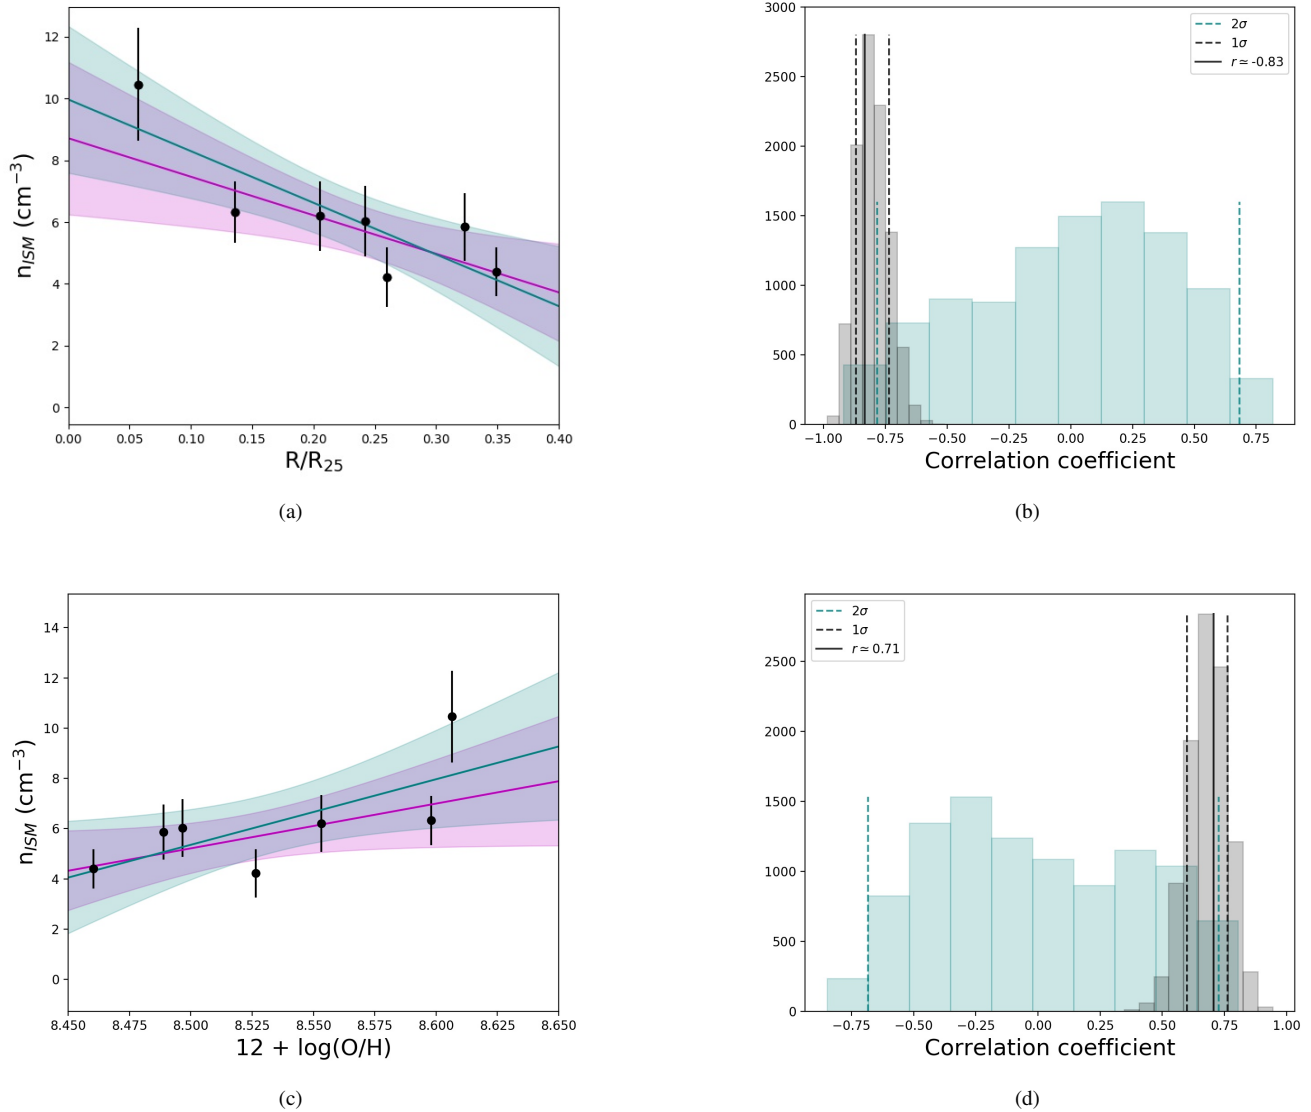 12
10
8
6
4
2
0
n_ISM (cm⁻³)
0.00 0.05 0.10 0.15 0.20 0.25 0.30 0.35 0.40
R/R₂₅
(a)
3000
2500
2000
1500
1000
500
0
2σ
1σ
r ≃ -0.83
−1.00 −0.75 −0.50 −0.25 0.00 0.25 0.50 0.75
Correlation coefficient
(b)
14
12
10
8
6
4
2
0
n_ISM (cm⁻³)
8.450 8.475 8.500 8.525 8.550 8.575 8.600 8.625 8.650
12 + log(O/H)
(c)
2500
2000
1500
1000
500
0
2σ
1σ
r ≃ 0.71
−0.75 −0.50 −0.25 0.00 0.25 0.50 0.75 1.00
Correlation coefficient
(d)